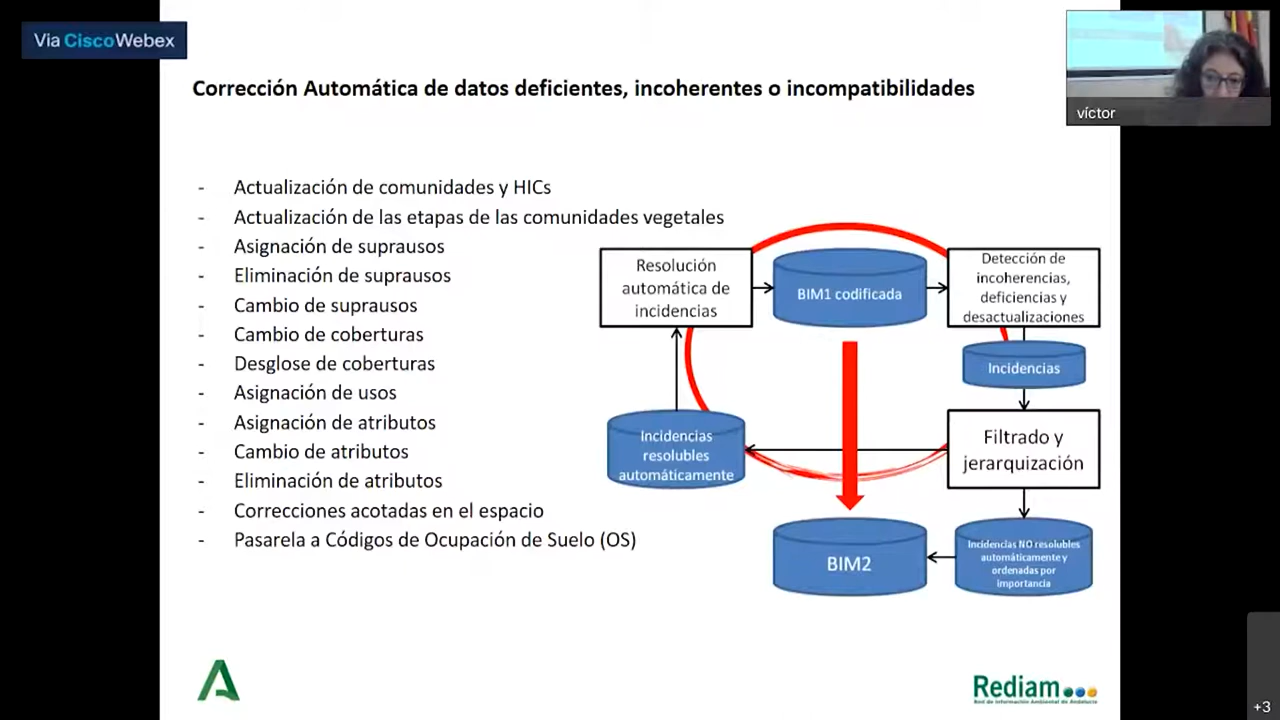 Via CiscoWebex
víctor
Corrección Automática de datos deficientes, incoherentes o incompatibilidades
- Actualización de comunidades y HICs
- Actualización de las etapas de las comunidades vegetales
- Asignación de suprausos
- Eliminación de suprausos
- Cambio de suprausos
- Cambio de coberturas
- Desglose de coberturas
- Asignación de usos
- Asignación de atributos
- Cambio de atributos
- Eliminación de atributos
- Correcciones acotadas en el espacio
- Pasarela a Códigos de Ocupación de Suelo (OS)
Resolución
automática de
incidencias
BIM1 codificada
Detección de
incoherencias,
deficiencias y
desactualizaciones
Incidencias
Filtrado y
jerarquización
Incidencias
resolubles
automáticamente
Incidencias NO resolubles
automáticamente y
ordenadas por
importancia
BIM2
Rediam
Red de Información Ambiental de Andalucía
+3